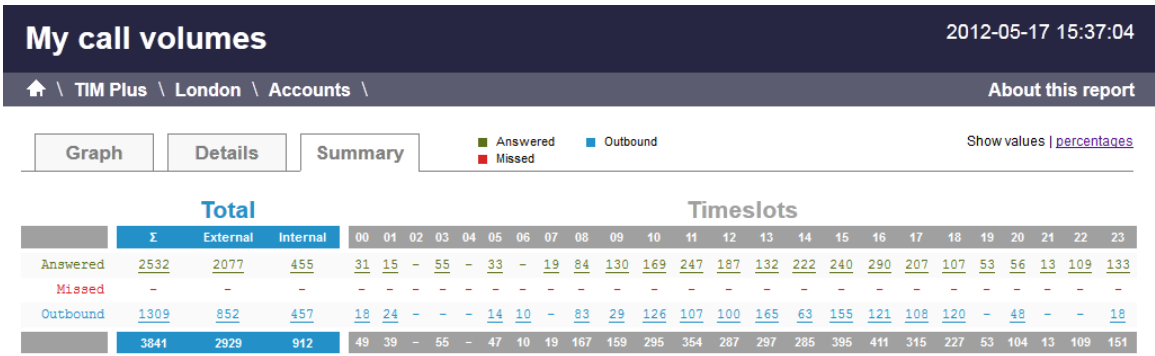 My call volumes 2012-05-17 15:37:04
\ TIM Plus \ London \ Accounts \ About this report
Graph Details Summary Answered Outbound Show values | percentages
Missed
Total Timeslots
Σ External Internal 00 01 02 03 04 05 06 07 08 09 10 11 12 13 14 15 16 17 18 19 20 21 22 23
Answered 2532 2077 455 31 15 - 55 - 33 - 19 84 130 169 247 187 132 222 240 290 207 107 53 56 13 109 133
Missed - - - - - - - - - - - - - - - - - - - - - - - - - - -
Outbound 1309 852 457 18 24 - - - 14 10 - 83 29 126 107 100 165 63 155 121 108 120 - 48 - - 18
3841 2929 912 49 39 - 55 - 47 10 19 167 159 295 354 287 297 285 395 411 315 227 53 104 13 109 151